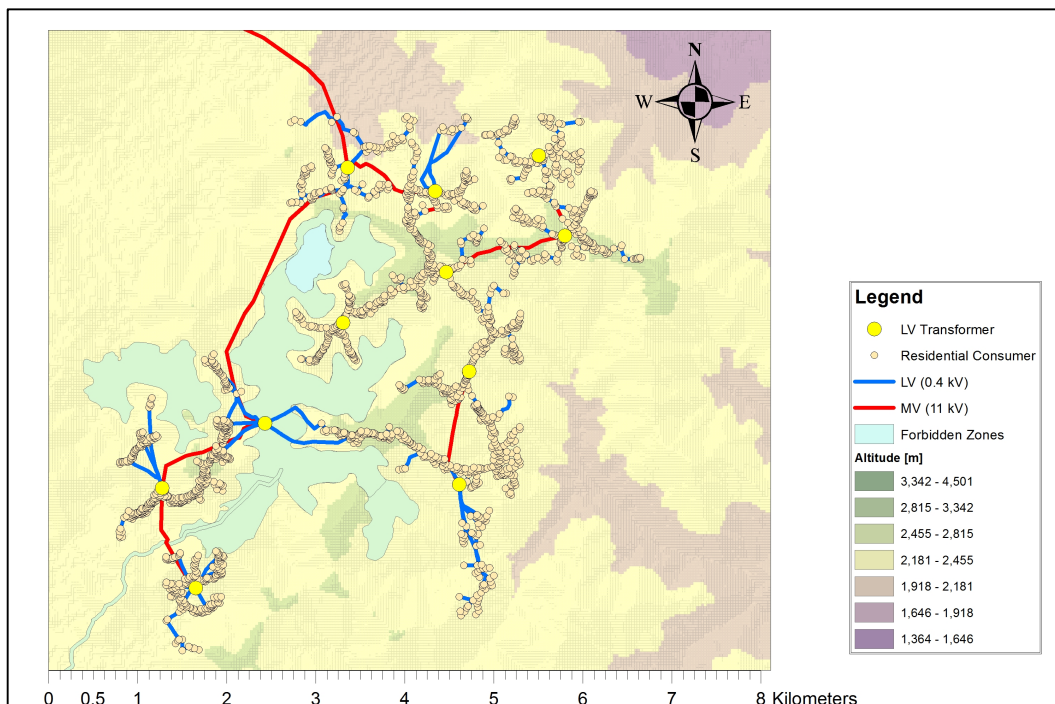 N
W
E
S
Legend
LV Transformer
Residential Consumer
LV (0.4 kV)
MV (11 kV)
Forbidden Zones
Altitude [m]
3,342 - 4,501
2,815 - 3,342
2,455 - 2,815
2,181 - 2,455
1,918 - 2,181
1,646 - 1,918
1,364 - 1,646
0 0.5 1 2 3 4 5 6 7 8 Kilometers